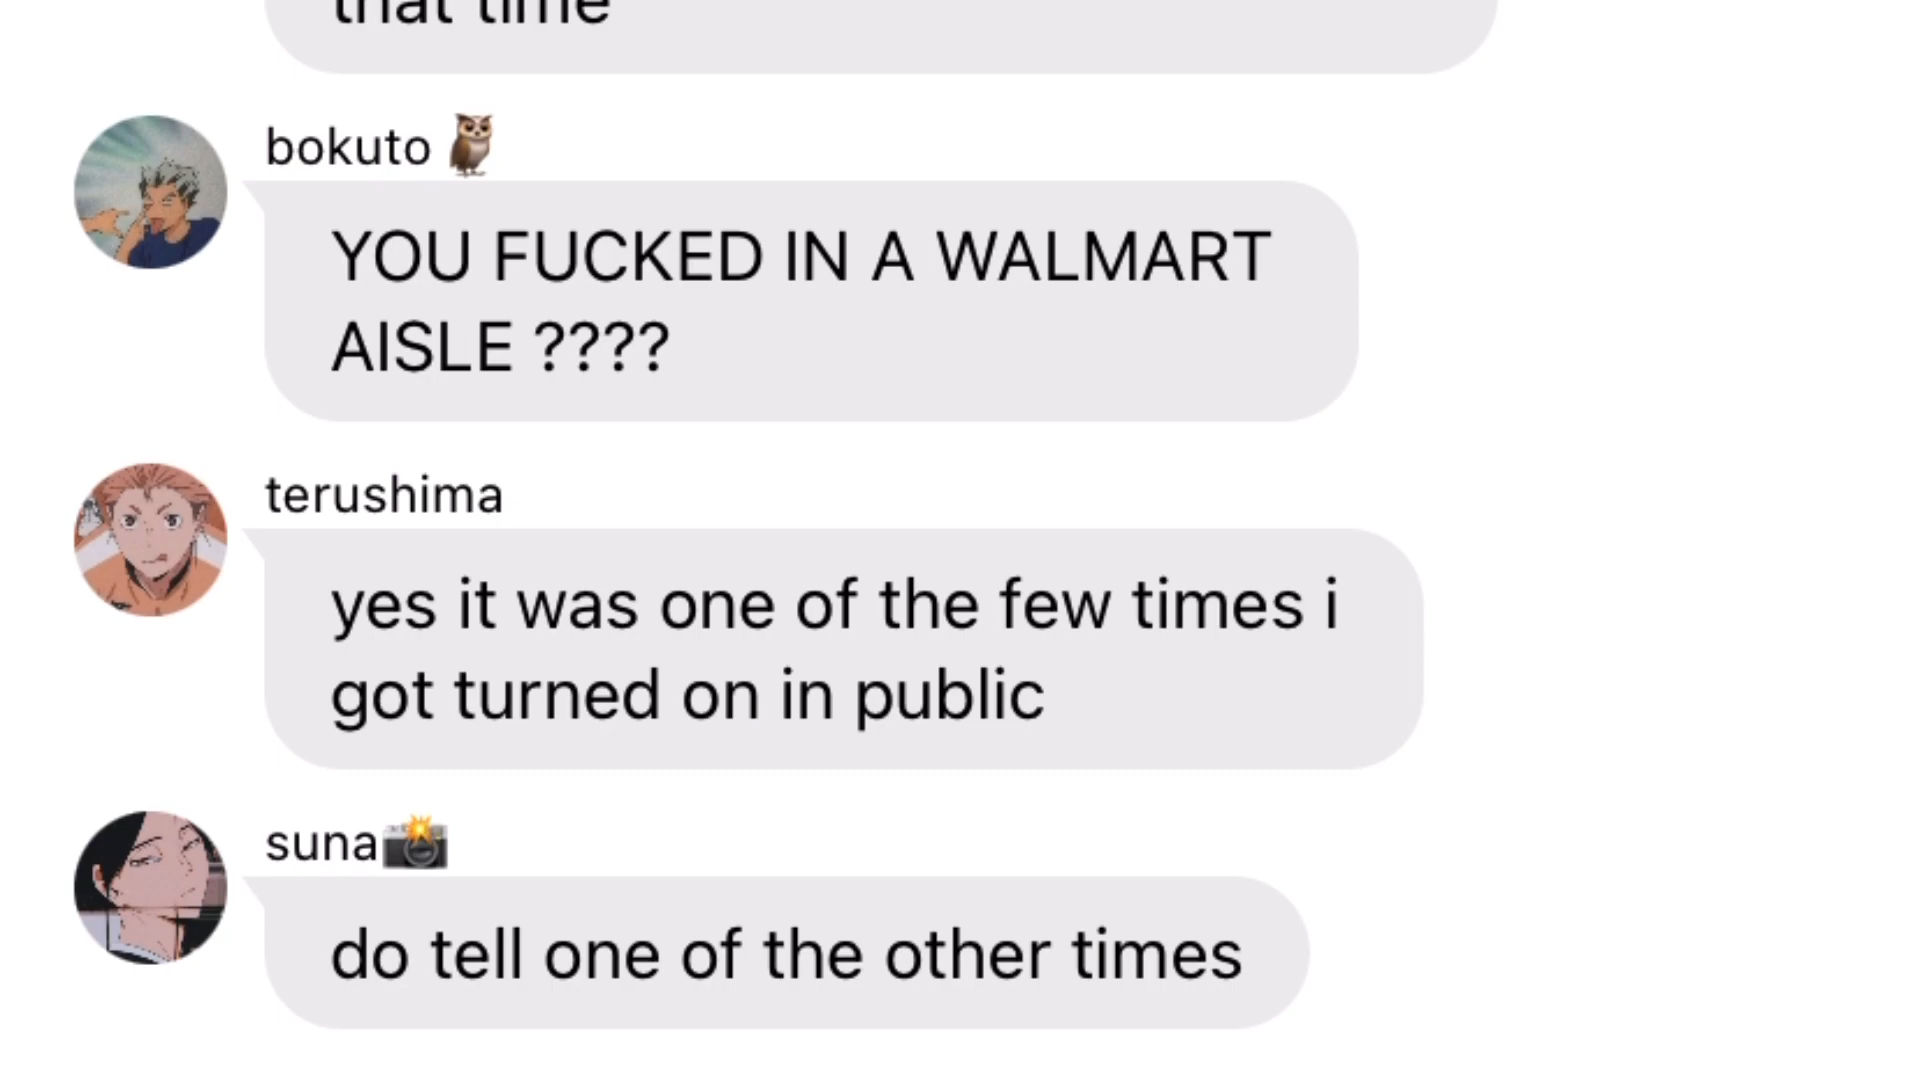 that time
bokuto 🦉
YOU FUCKED IN A WALMART
AISLE ????
terushima
yes it was one of the few times i
got turned on in public
suna📸
do tell one of the other times